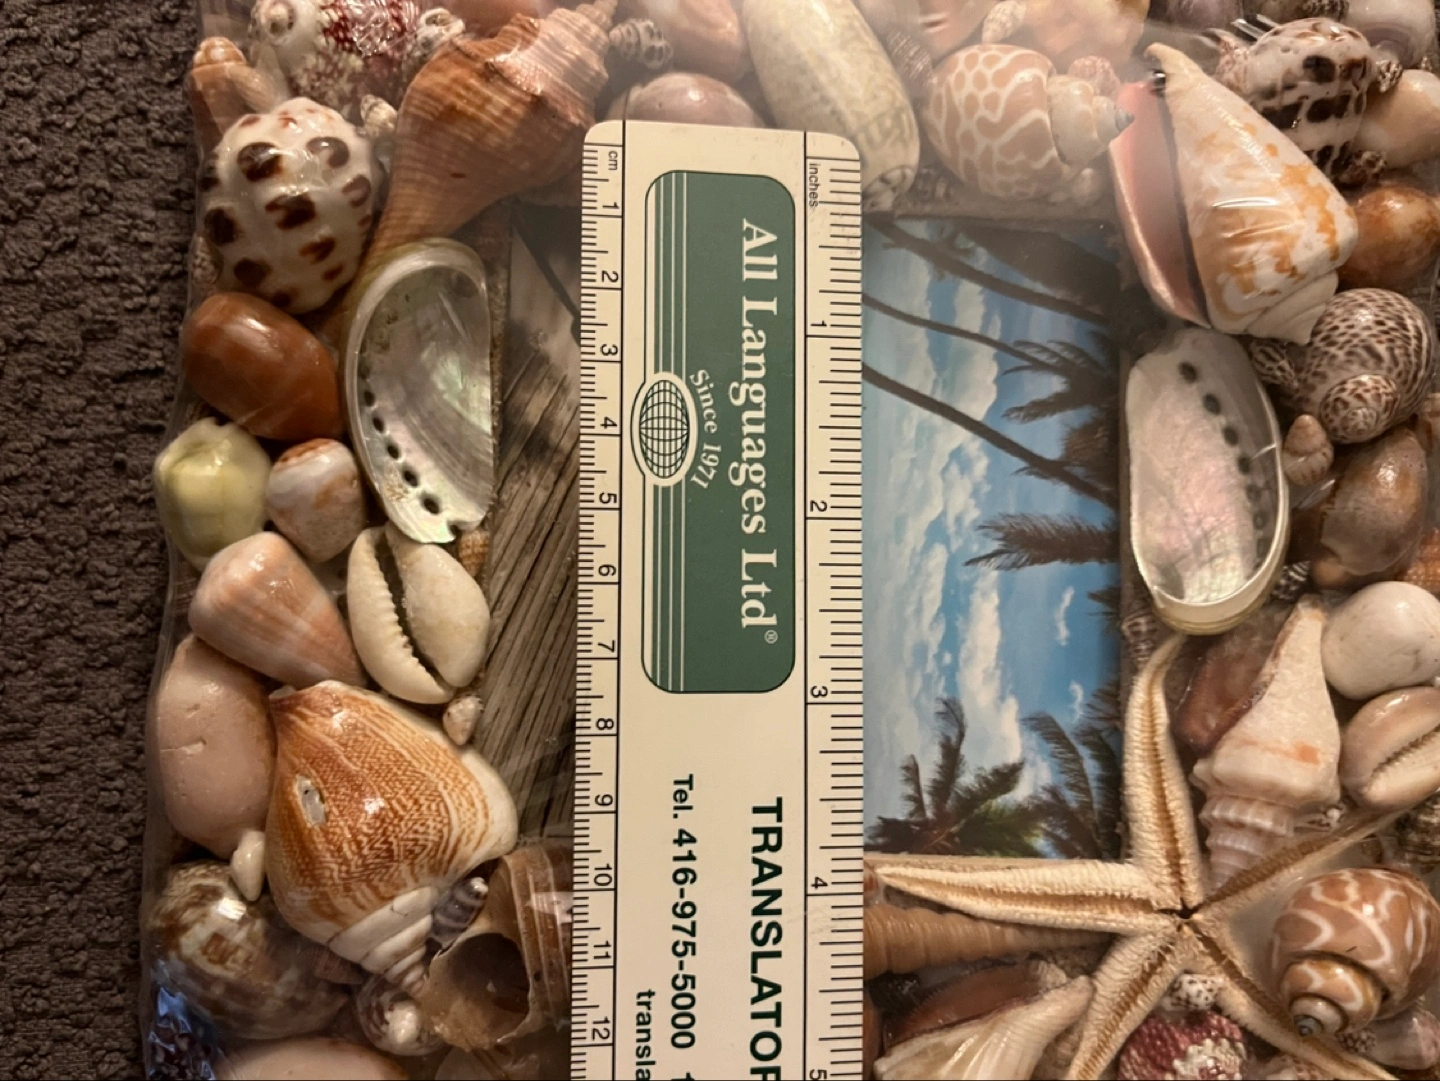 cm
1
2
3
4
5
6
7
8
9
10
11
12
inches
1
2
3
4
5
All Languages Ltd®
Since 1971
TRANSLATOR
Tel. 416-975-5000 1
transla